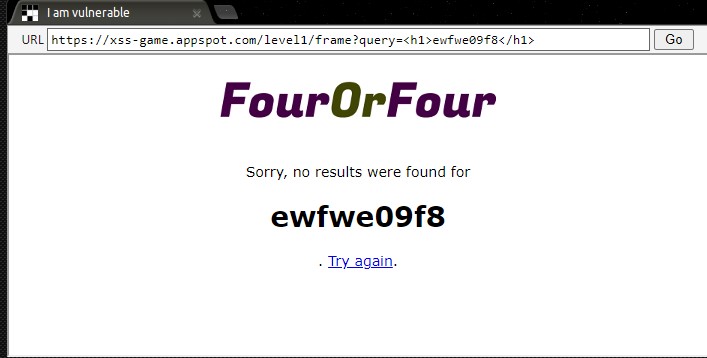 I am vulnerable
URL https://xss-game.appspot.com/level1/frame?query=<h1>ewfwe09f8</h1> Go
FourOrFour
Sorry, no results were found for
ewfwe09f8
. Try again.